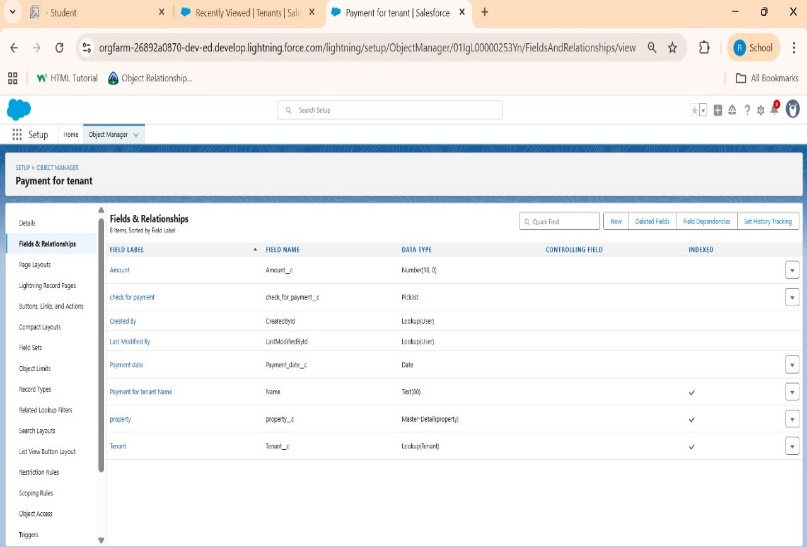 - Student
Recently Viewed | Tenants | Sale
Payment for tenant | Salesforce
orgfarm-26892a0870-dev-ed.develop.lightning.force.com/lightning/setup/ObjectManager/01IgL00000253Yn/FieldsAndRelationships/view
R School
HTML Tutorial
Object Relationship...
All Bookmarks
Search Setup
Setup
Home
Object Manager
SETUP > OBJECT MANAGER
Payment for tenant
Details
Fields & Relationships
Page Layouts
Lightning Record Pages
Buttons, Links, and Actions
Compact Layouts
Field Sets
Object Limits
Record Types
Related Lookup Filters
Search Layouts
List View Button Layout
Restriction Rules
Scoping Rules
Object Access
Triggers
Fields & Relationships
8 Items, Sorted by Field Label
Quick Find
New
Deleted Fields
Field Dependencies
Set History Tracking
FIELD LABEL FIELD NAME DATA TYPE CONTROLLING FIELD INDEXED
Amount Amount__c Number(18, 0)
check for payment check_for_payment__c Picklist
Created By CreatedById Lookup(User)
Last Modified By LastModifiedById Lookup(User)
Payment date Payment_date__c Date
Payment for tenant Name Name Text(80)
property property__c Master-Detail(property)
Tenant Tenant__c Lookup(Tenant)